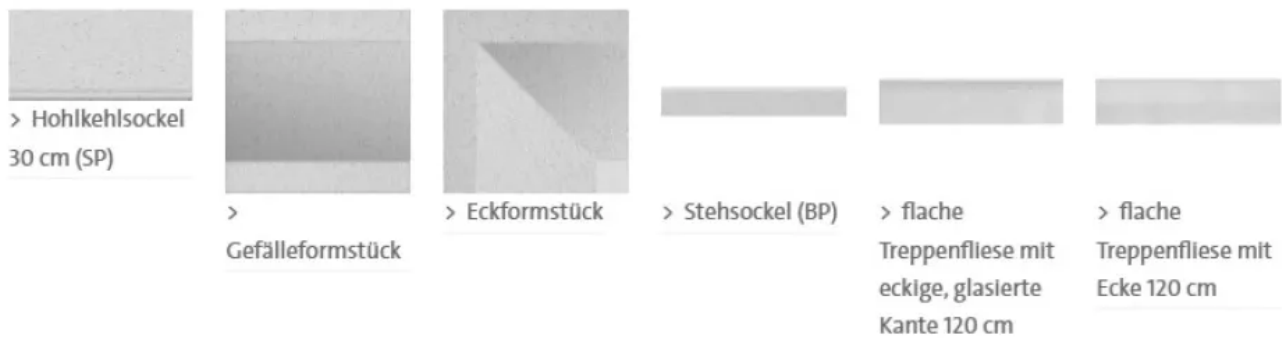 > Hohlkehlsockel
30 cm (SP)
>
Gefälleformstück
> Eckformstück
> Stehsockel (BP)
> flache
Treppenfliese mit
eckige, glasierte
Kante 120 cm
> flache
Treppenfliese mit
Ecke 120 cm